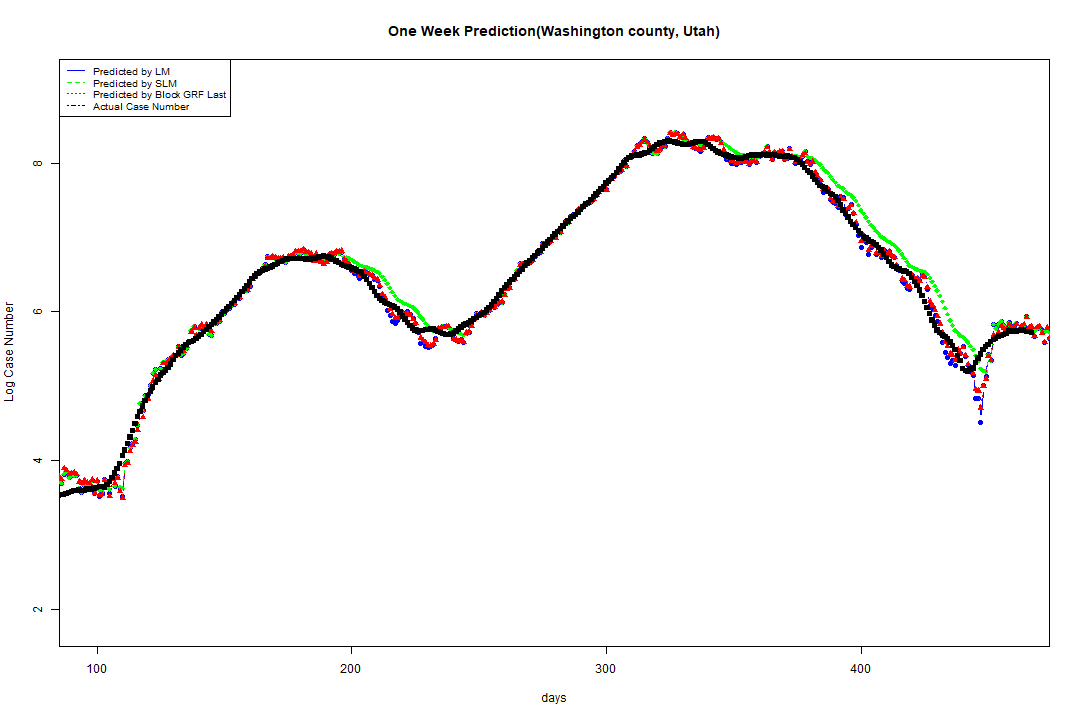 One Week Prediction(Washington county, Utah)
Predicted by LM
Predicted by SLM
Predicted by Block GRF Last
Actual Case Number
Log Case Number
8
6
4
2
100 200 300 400
days